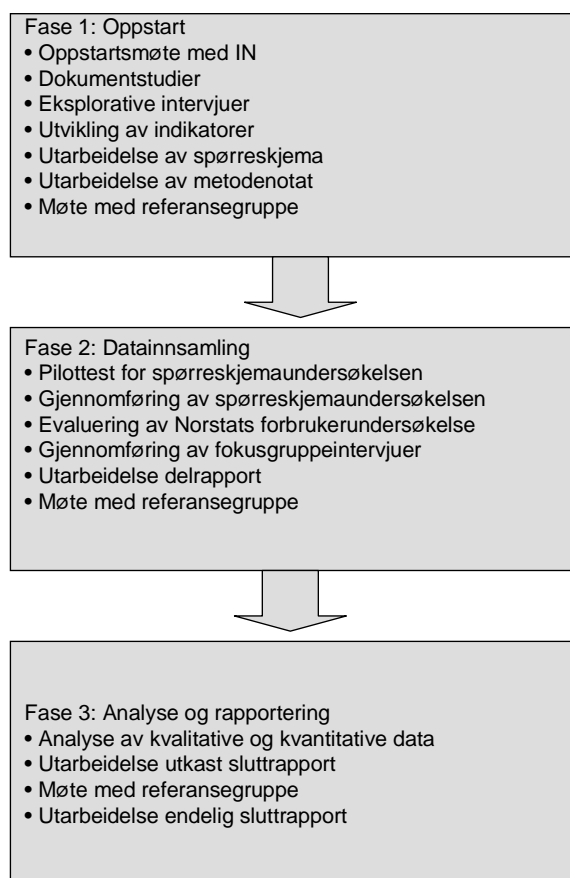 Fase 1: Oppstart
• Oppstartsmøte med IN
• Dokumentstudier
• Eksplorative intervjuer
• Utvikling av indikatorer
• Utarbeidelse av spørreskjema
• Utarbeidelse av metodenotat
• Møte med referansegruppe
Fase 2: Datainnsamling
• Pilottest for spørreskjemaundersøkelsen
• Gjennomføring av spørreskjemaundersøkelsen
• Evaluering av Norstats forbrukerundersøkelse
• Gjennomføring av fokusgruppeintervjuer
• Utarbeidelse delrapport
• Møte med referansegruppe
Fase 3: Analyse og rapportering
• Analyse av kvalitative og kvantitative data
• Utarbeidelse utkast sluttrapport
• Møte med referansegruppe
• Utarbeidelse endelig sluttrapport